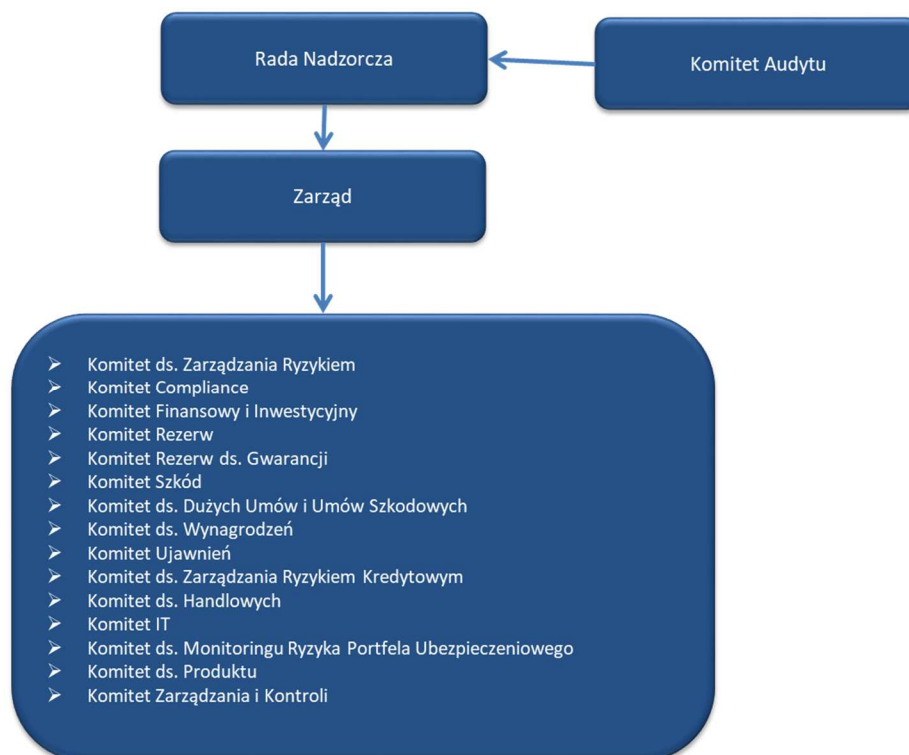 Rada Nadzorcza
Komitet Audytu
Zarząd
Komitet ds. Zarządzania Ryzykiem
Komitet Compliance
Komitet Finansowy i Inwestycyjny
Komitet Rezerw
Komitet Rezerw ds. Gwarancji
Komitet Szkód
Komitet ds. Dużych Umów i Umów Szkodowych
Komitet ds. Wynagrodzeń
Komitet Ujawnień
Komitet ds. Zarządzania Ryzykiem Kredytowym
Komitet ds. Handlowych
Komitet IT
Komitet ds. Monitoringu Ryzyka Portfela Ubezpieczeniowego
Komitet ds. Produktu
Komitet Zarządzania i Kontroli